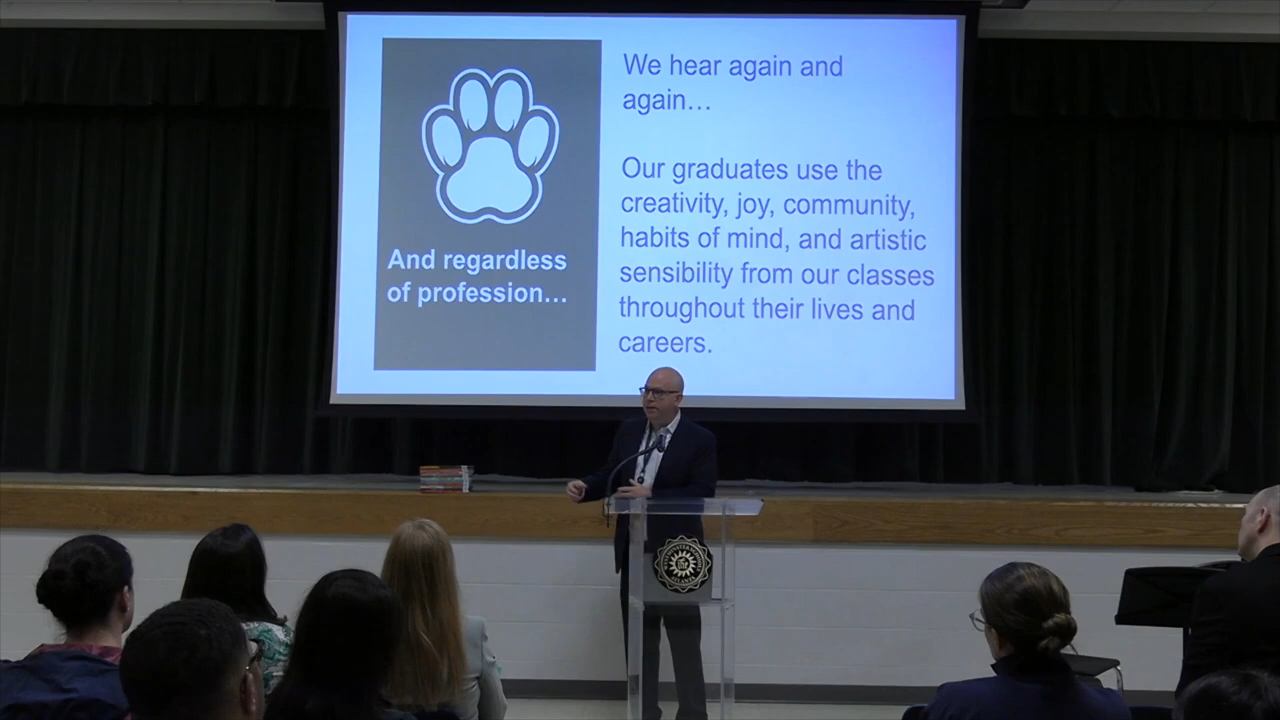 We hear again and
again…
Our graduates use the
creativity, joy, community,
habits of mind, and artistic
sensibility from our classes
throughout their lives and
careers.
And regardless
of profession…
ATLANTA